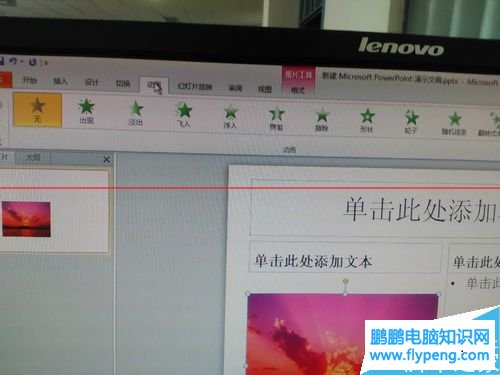 lenovo
图片工具
新建 Microsoft PowerPoint 演示文稿.pptx - Microsoft
开始 插入 设计 切换 动画 幻灯片放映 审阅 视图 格式
无 出现 淡出 飞入 浮入 劈裂 擦除 形状 轮子 随机线条 翻转式
动画
大纲
单击此处添加
单击此处添加文本
单击此
• 单击此
鹏鹏电脑知识网
www.flypeng.com